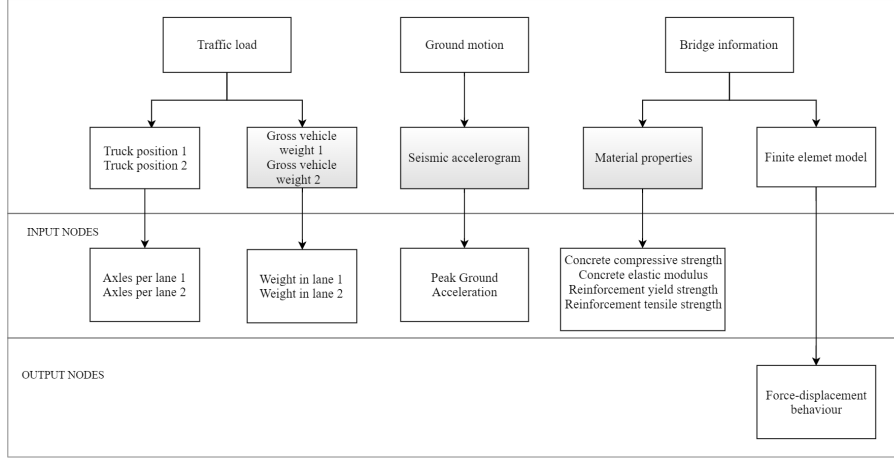 Traffic load
Ground motion
Bridge information
Truck position 1
Truck position 2
Gross vehicle
weight 1
Gross vehicle
weight 2
Seismic accelerogram
Material properties
Finite elemet model
INPUT NODES
Axles per lane 1
Axles per lane 2
Weight in lane 1
Weight in lane 2
Peak Ground
Acceleration
Concrete compressive strength
Concrete elastic modulus
Reinforcement yield strength
Reinforcement tensile strength
OUTPUT NODES
Force-displacement
behaviour